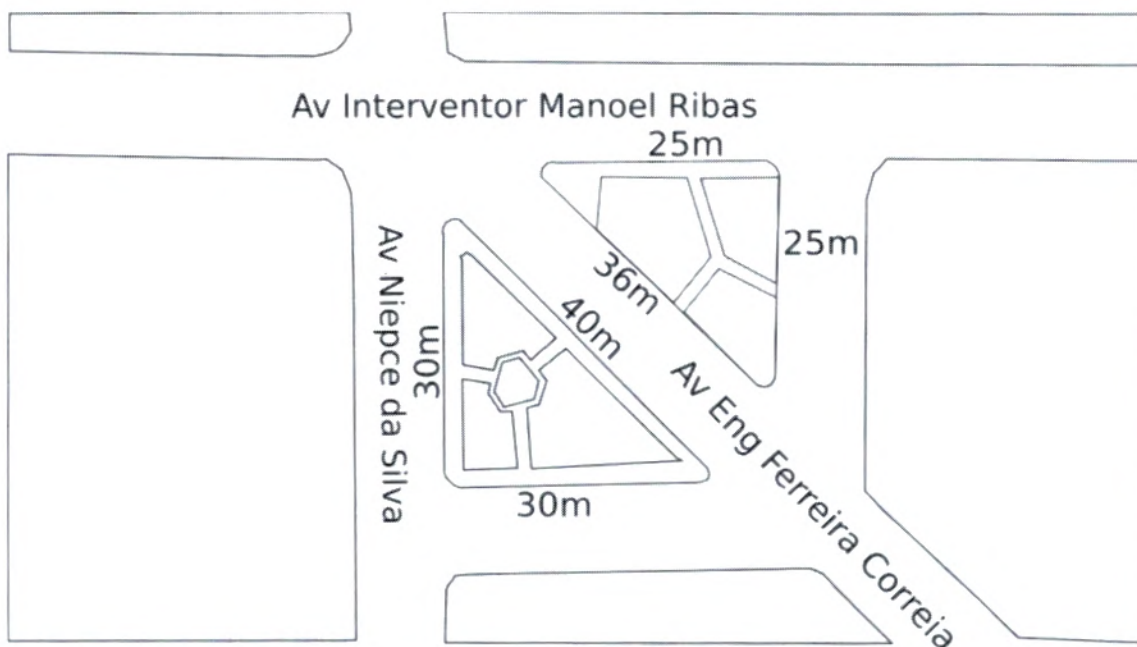 Av Interventor Manoel Ribas
25m
25m
36m
40m
Av Niepce da Silva
30m
30m
Av Eng Ferreira Correia